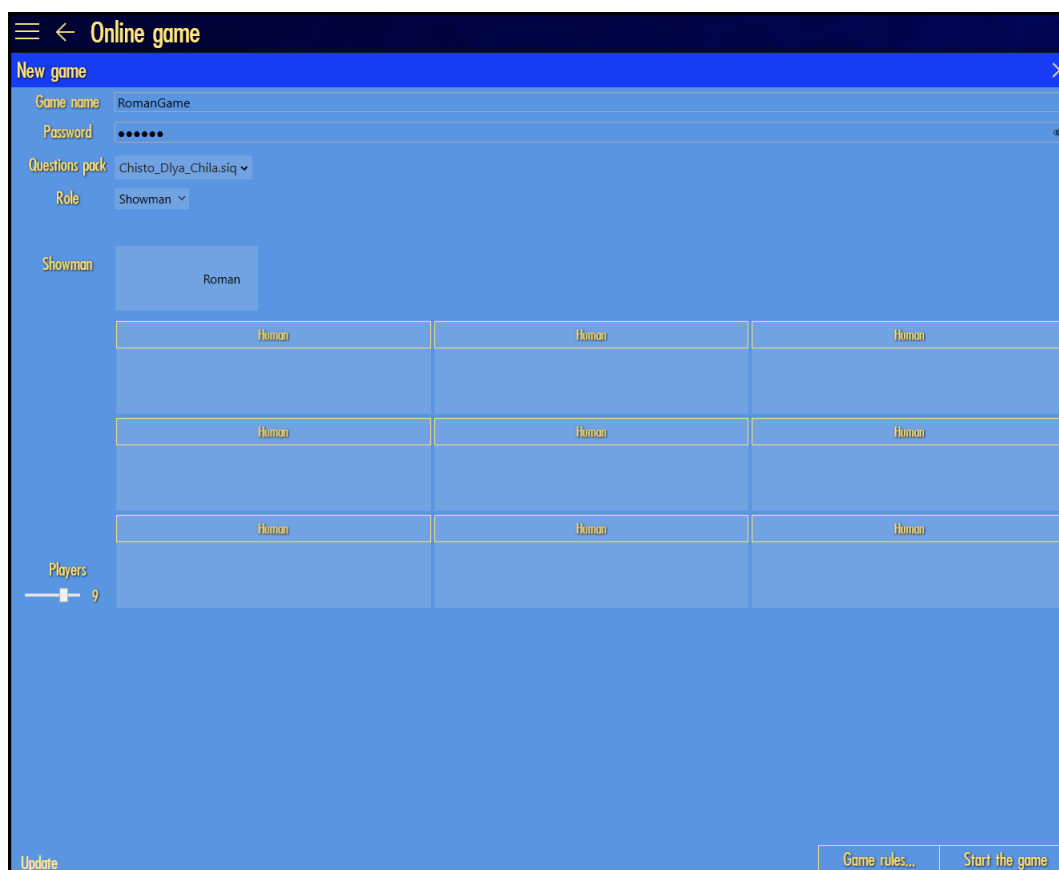 Online game
New game
Game name RomanGame
Password ••••••
Questions pack Chisto_Dlya_Chila.siq
Role Showman
Showman Roman
Human Human Human
Human Human Human
Human Human Human
Players
9
Update Game rules... Start the game